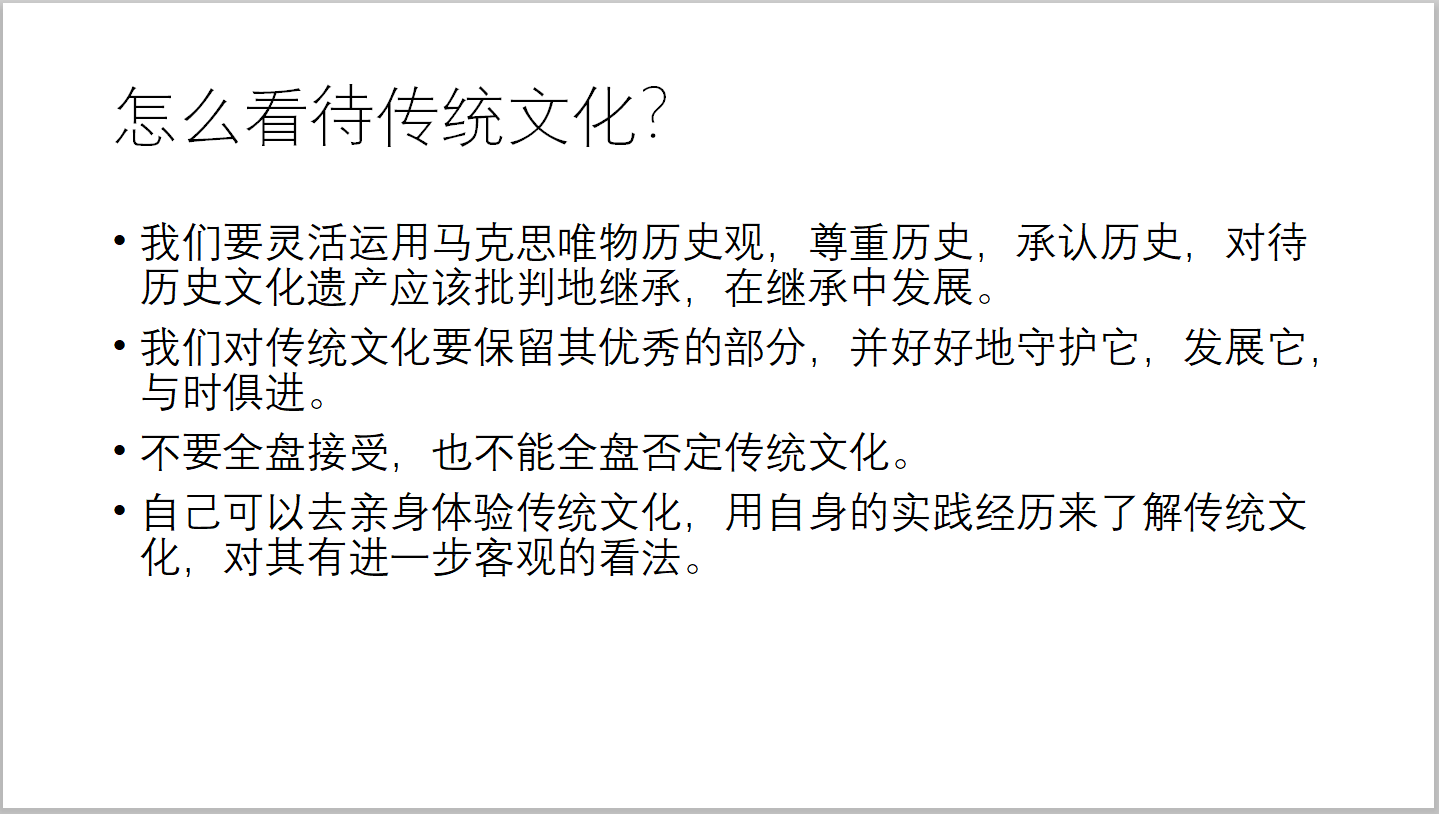 怎么看待传统文化？
• 我们要灵活运用马克思唯物历史观，尊重历史，承认历史，对待
历史文化遗产应该批判地继承，在继承中发展。
• 我们对传统文化要保留其优秀的部分，并好好地守护它，发展它，
与时俱进。
• 不要全盘接受，也不能全盘否定传统文化。
• 自己可以去亲身体验传统文化，用自身的实践经历来了解传统文
化，对其有进一步客观的看法。